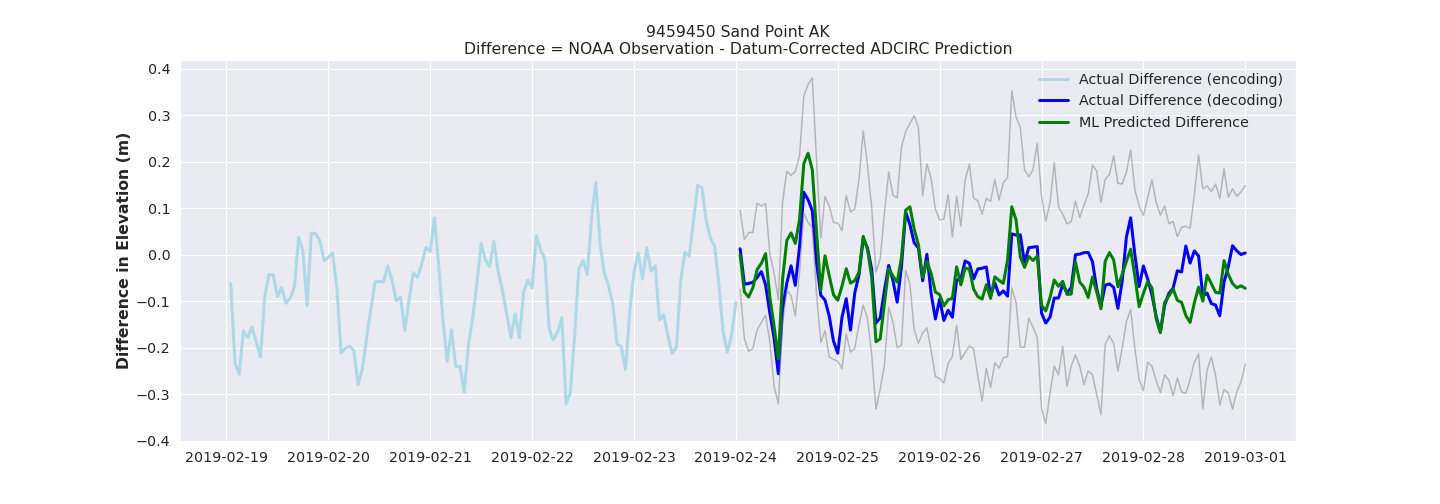 9459450 Sand Point AK
Difference = NOAA Observation - Datum-Corrected ADCIRC Prediction
Difference in Elevation (m)
0.4
0.3
0.2
0.1
0.0
−0.1
−0.2
−0.3
−0.4
Actual Difference (encoding)
Actual Difference (decoding)
ML Predicted Difference
2019-02-19 2019-02-20 2019-02-21 2019-02-22 2019-02-23 2019-02-24 2019-02-25 2019-02-26 2019-02-27 2019-02-28 2019-03-01